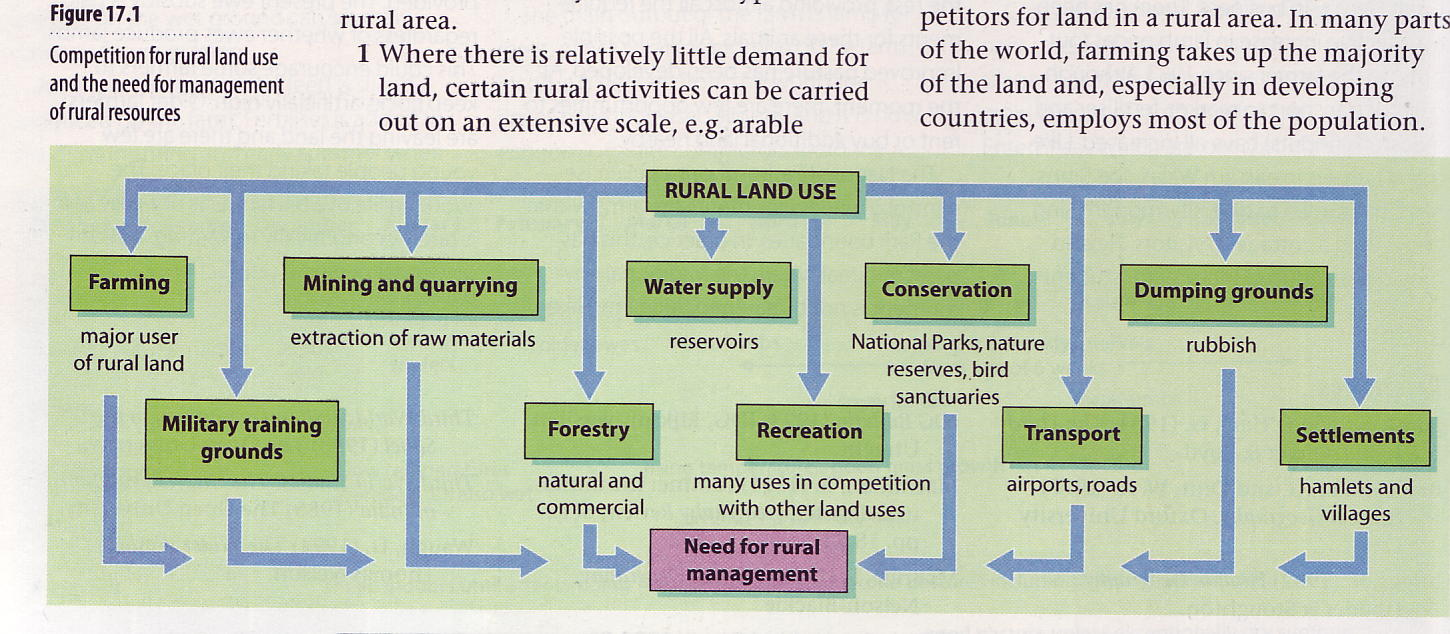 Figure 17.1
Competition for rural land use
and the need for management
of rural resources
rural area.
1 Where there is relatively little demand for
land, certain rural activities can be carried
out on an extensive scale, e.g. arable
petitors for land in a rural area. In many parts
of the world, farming takes up the majority
of the land and, especially in developing
countries, employs most of the population.
RURAL LAND USE
Farming
major user
of rural land
Military training
grounds
Mining and quarrying
extraction of raw materials
Forestry
natural and
commercial
Water supply
reservoirs
Recreation
many uses in competition
with other land uses
Conservation
National Parks, nature
reserves, bird
sanctuaries
Transport
airports, roads
Dumping grounds
rubbish
Settlements
hamlets and
villages
Need for rural
management